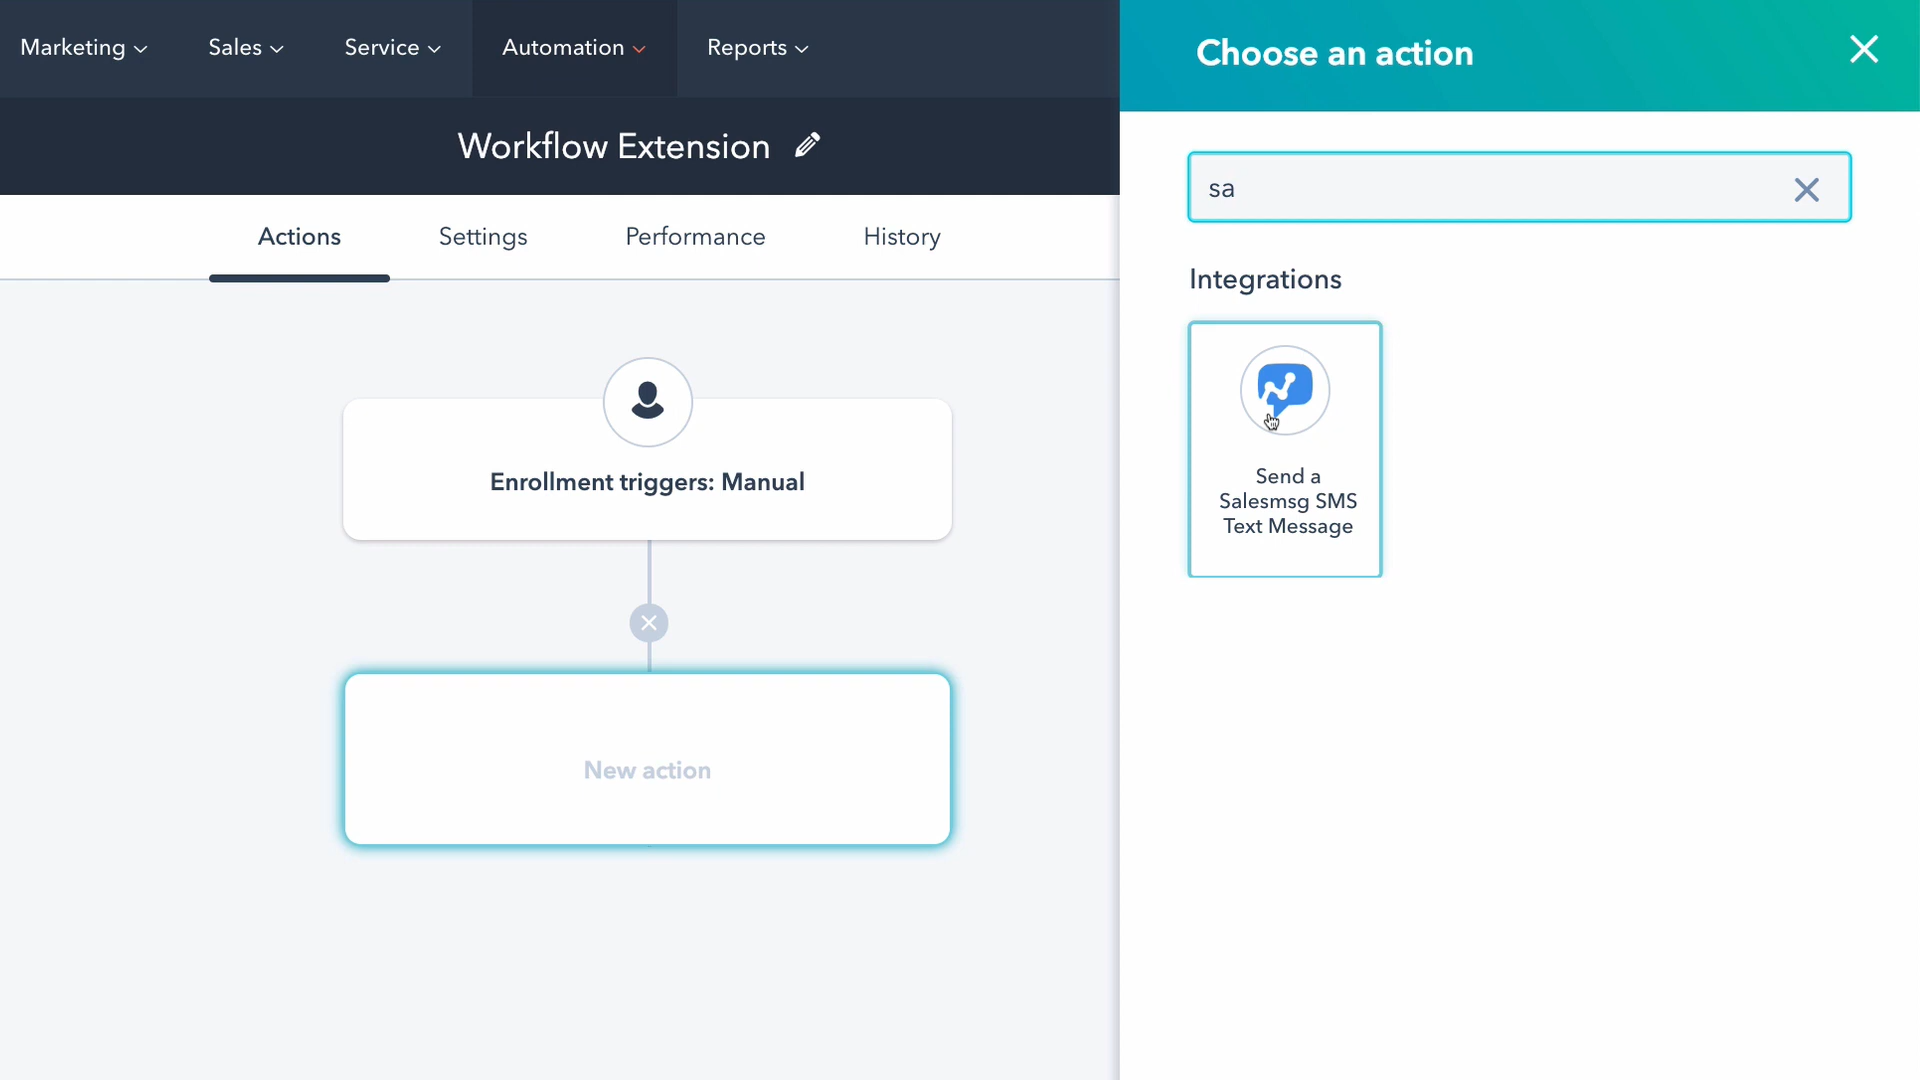 Marketing
Sales
Service
Automation
Reports
Choose an action
Workflow Extension
sa
Actions
Settings
Performance
History
Integrations
Enrollment triggers: Manual
Send a
Salesmsg SMS
Text Message
New action